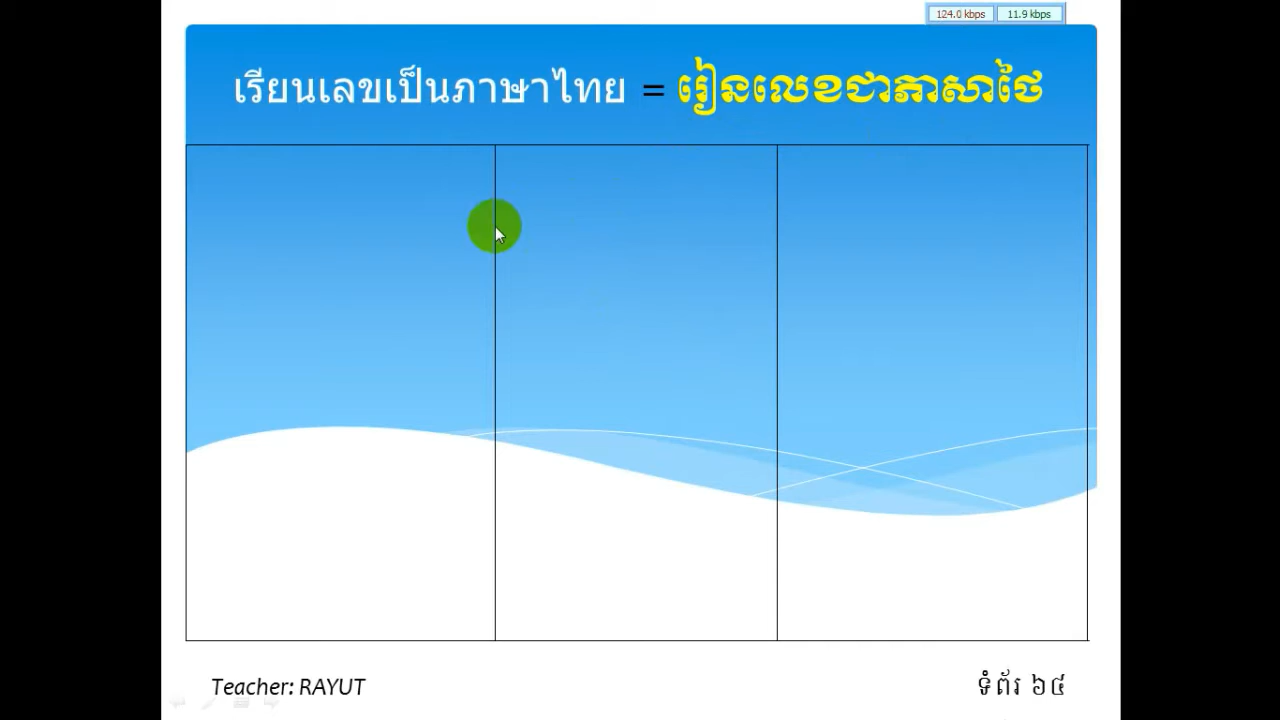 124.0 kbps 11.9 kbps
เรียนเลขเป็นภาษาไทย = រៀនលេខជាភាសាថៃ
Teacher: RAYUT
ទំព័រ ៦៤